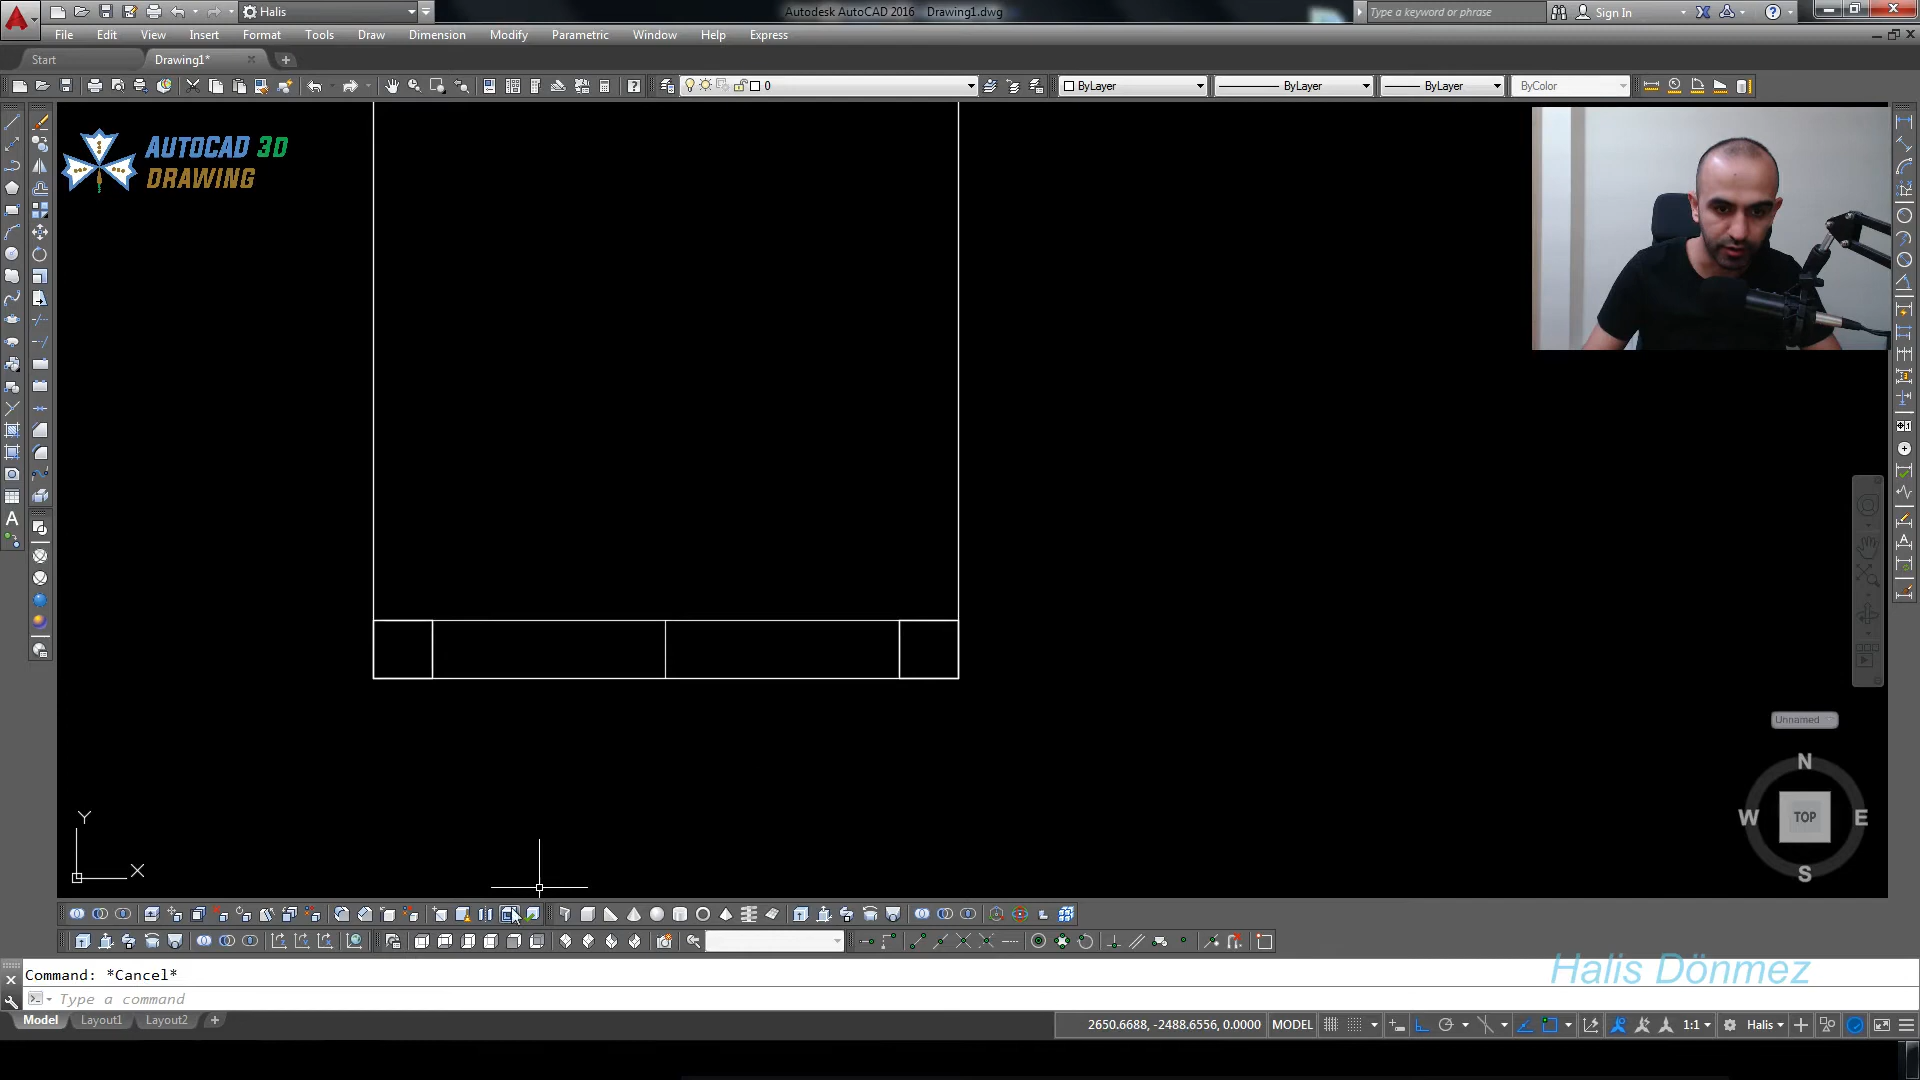 Halis
Autodesk AutoCAD 2016 Drawing1.dwg
Type a keyword or phrase
Sign In
File Edit View Insert Format Tools Draw Dimension Modify Parametric Window Help Express
Start
Drawing1*
0
ByLayer
ByLayer
ByLayer
ByColor
AUTOCAD 3D
DRAWING
Unnamed
N
W
TOP
E
S
Y
X
Command: *Cancel*
Type a command
Halis Dönmez
Model
Layout1
Layout2
2650.6688, -2488.6556, 0.0000
MODEL
1:1
Halis